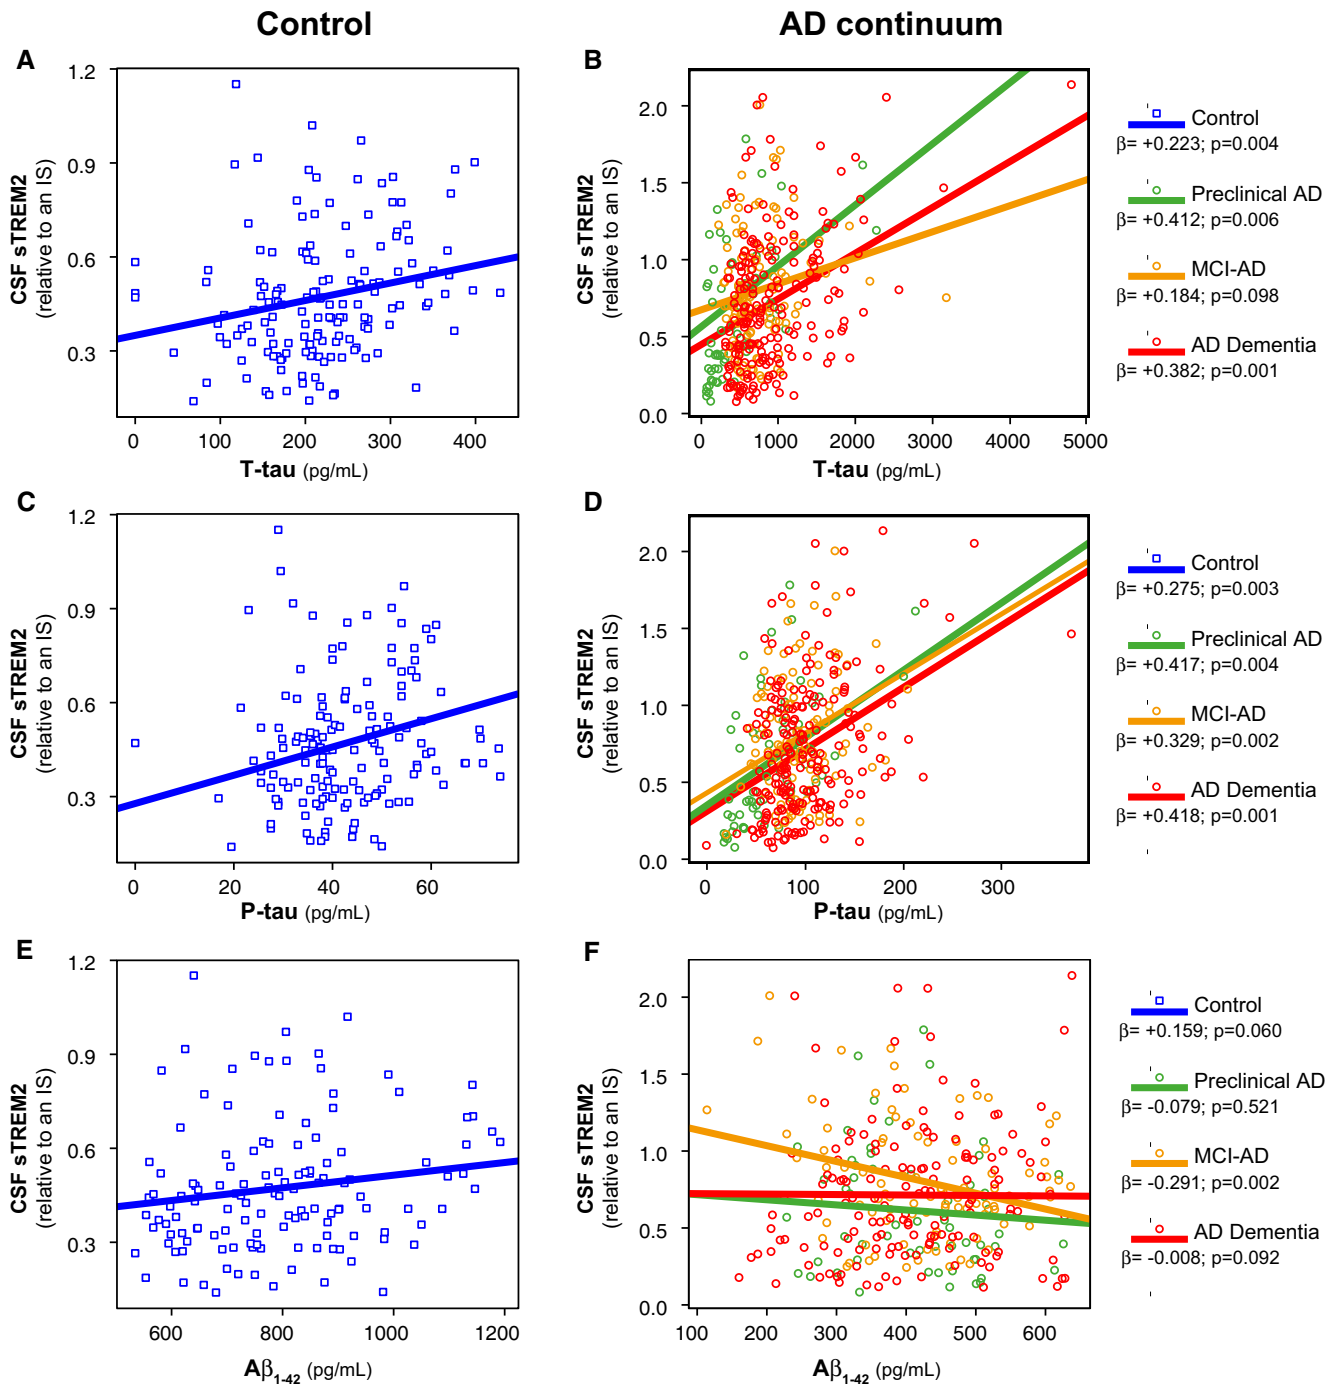 Control
AD continuum
A
1.2
0.9
0.6
0.3
CSF sTREM2
(relative to an IS)
0
100
200
300
400
T-tau (pg/mL)
B
2.0
1.5
1.0
0.5
0.0
CSF sTREM2
(relative to an IS)
0
1000
2000
3000
4000
5000
T-tau (pg/mL)
Control
β= +0.223; p=0.004
Preclinical AD
β= +0.412; p=0.006
MCI-AD
β= +0.184; p=0.098
AD Dementia
β= +0.382; p=0.001
C
1.2
0.9
0.6
0.3
CSF sTREM2
(relative to an IS)
0
20
40
60
P-tau (pg/mL)
D
2.0
1.5
1.0
0.5
0.0
CSF sTREM2
(relative to an IS)
0
100
200
300
P-tau (pg/mL)
Control
β= +0.275; p=0.003
Preclinical AD
β= +0.417; p=0.004
MCI-AD
β= +0.329; p=0.002
AD Dementia
β= +0.418; p=0.001
E
1.2
0.9
0.6
0.3
CSF sTREM2
(relative to an IS)
600
800
1000
1200
Aβ1-42 (pg/mL)
F
2.0
1.5
1.0
0.5
0.0
CSF sTREM2
(relative to an IS)
100
200
300
400
500
600
Aβ1-42 (pg/mL)
Control
β= +0.159; p=0.060
Preclinical AD
β= -0.079; p=0.521
MCI-AD
β= -0.291; p=0.002
AD Dementia
β= -0.008; p=0.092